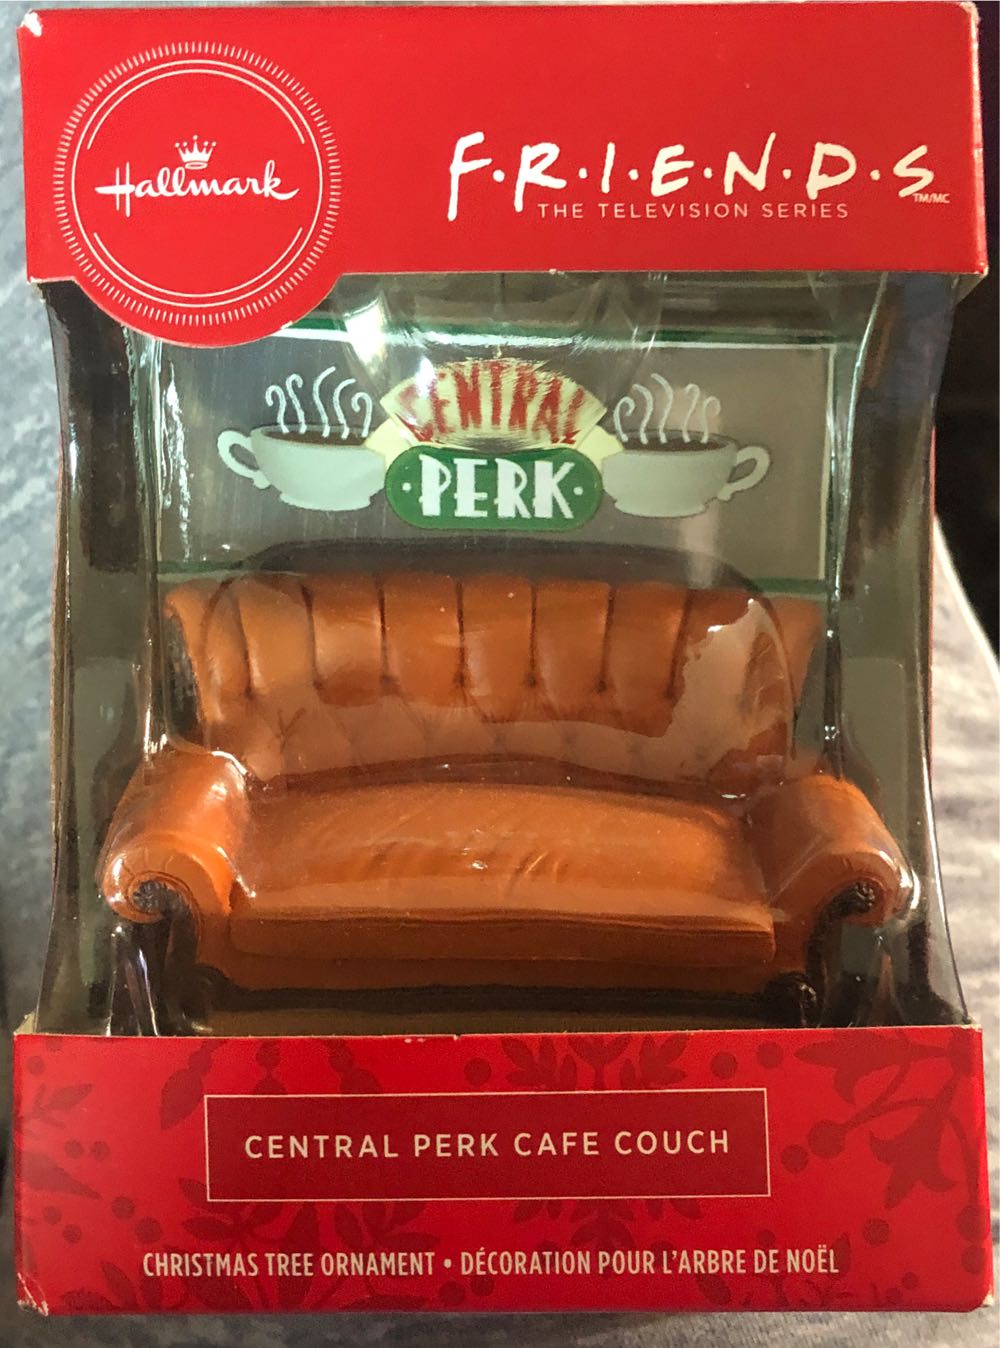 Hallmark
F·R·I·E·N·D·S
TM/MC
THE TELEVISION SERIES
CENTRAL
·PERK·
CENTRAL PERK CAFE COUCH
CHRISTMAS TREE ORNAMENT • DÉCORATION POUR L'ARBRE DE NOËL